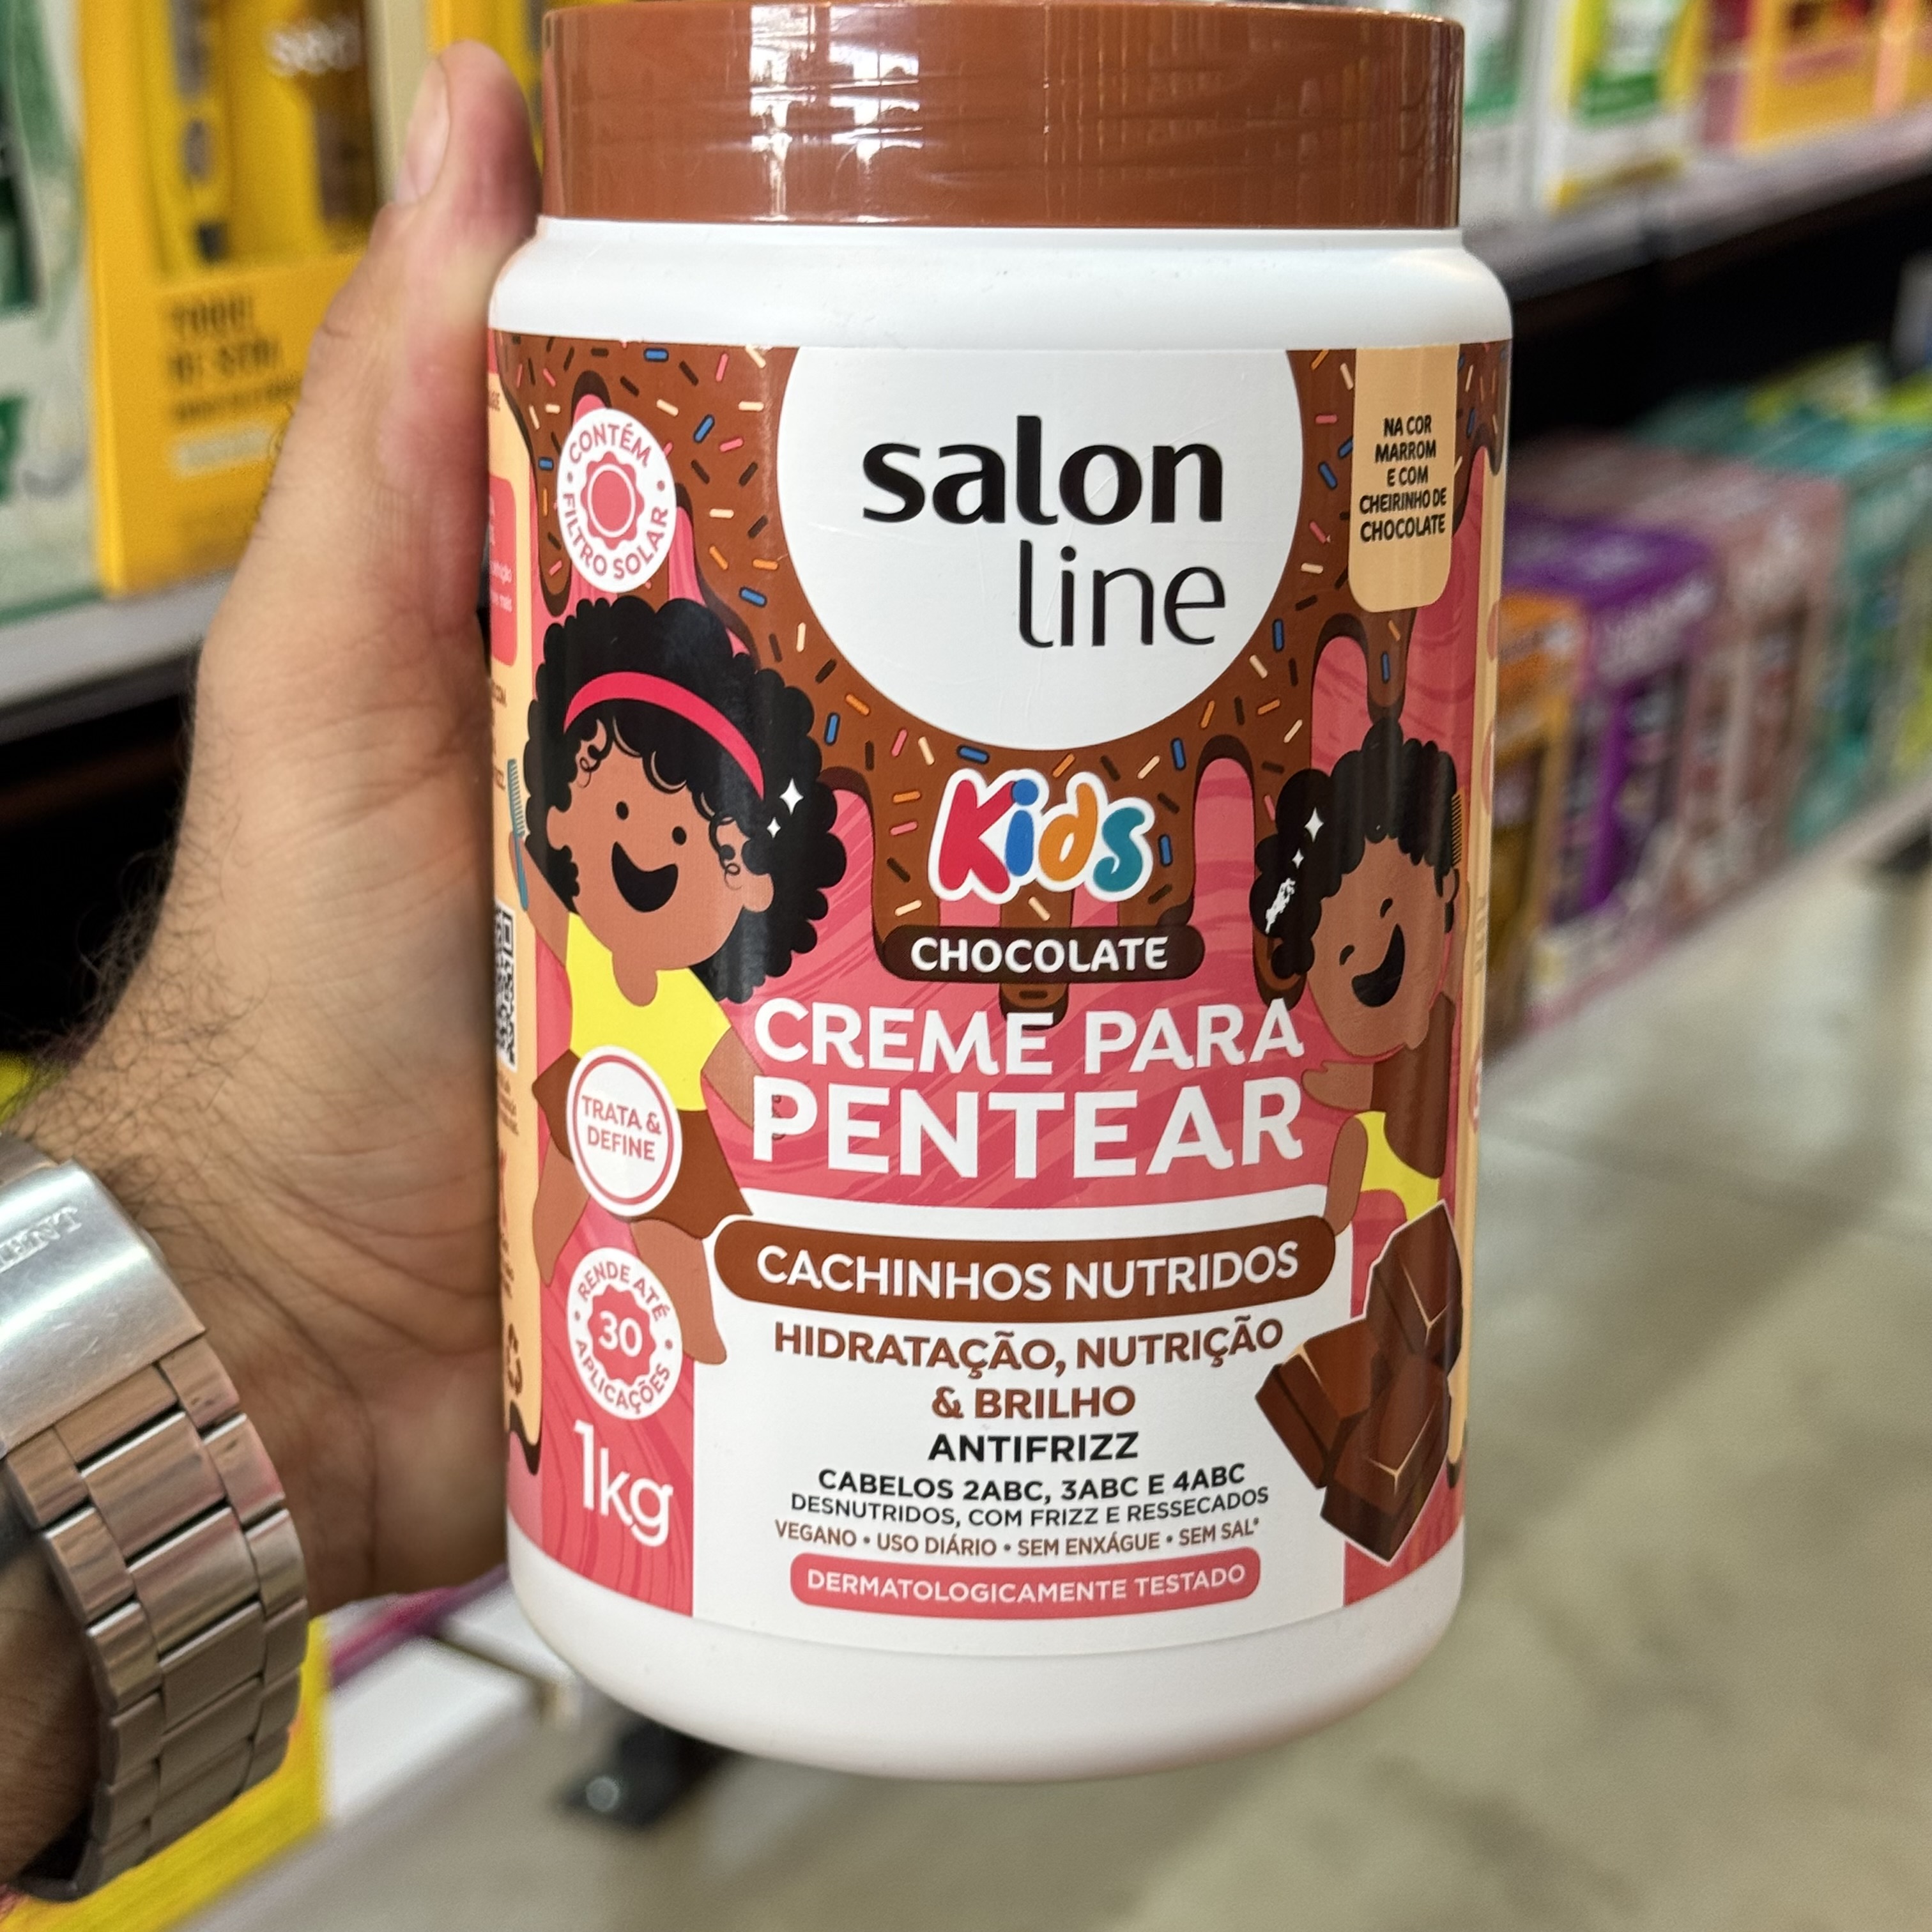 salon
line
CONTÉM
FILTRO SOLAR
NA COR
MARROM
E COM
CHEIRINHO DE
CHOCOLATE
Kids
CHOCOLATE
CREME PARA
PENTEAR
TRATA &
DEFINE
CACHINHOS NUTRIDOS
RENDE ATÉ
30
APLICAÇÕES
HIDRATAÇÃO, NUTRIÇÃO
& BRILHO
ANTIFRIZZ
1kg
CABELOS 2ABC, 3ABC E 4ABC
DESNUTRIDOS, COM FRIZZ E RESSECADOS
VEGANO • USO DIÁRIO • SEM ENXÁGUE • SEM SAL*
DERMATOLOGICAMENTE TESTADO